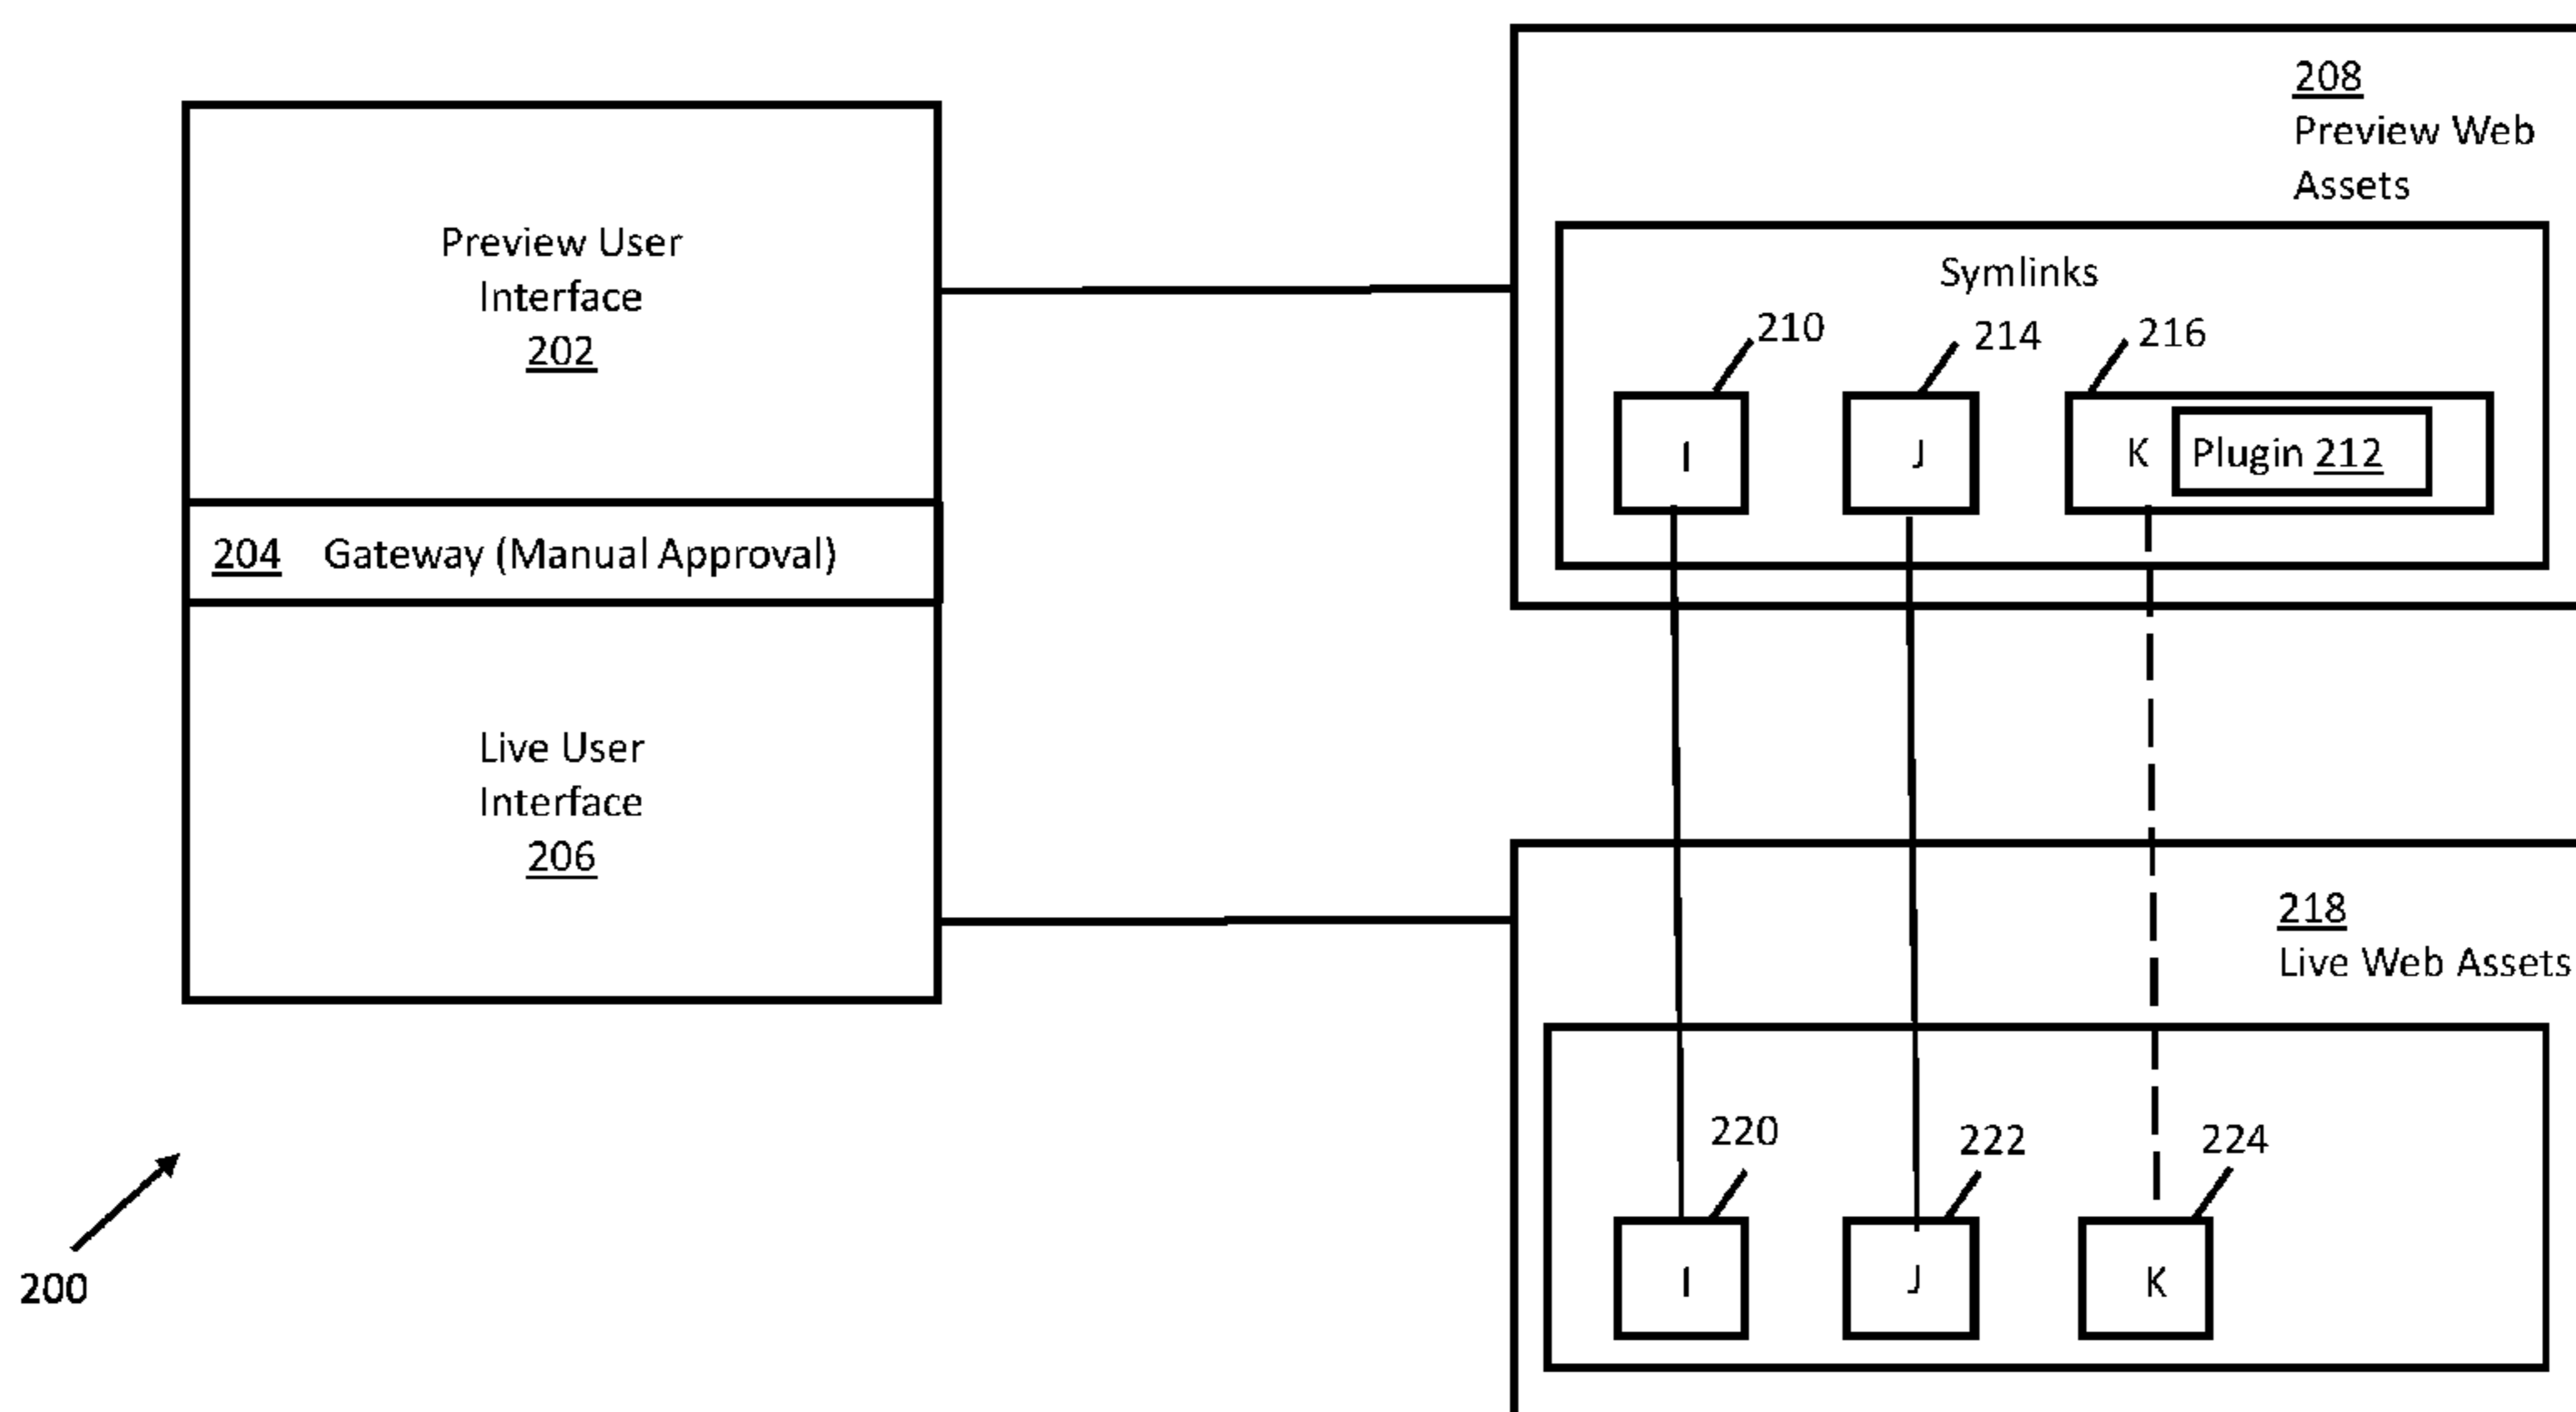 208
Preview Web
Assets
Preview User
Interface
202
Symlinks
210
214
216
I
J
K
Plugin 212
204 Gateway (Manual Approval)
Live User
Interface
206
218
Live Web Assets
220
222
224
I
J
K
200